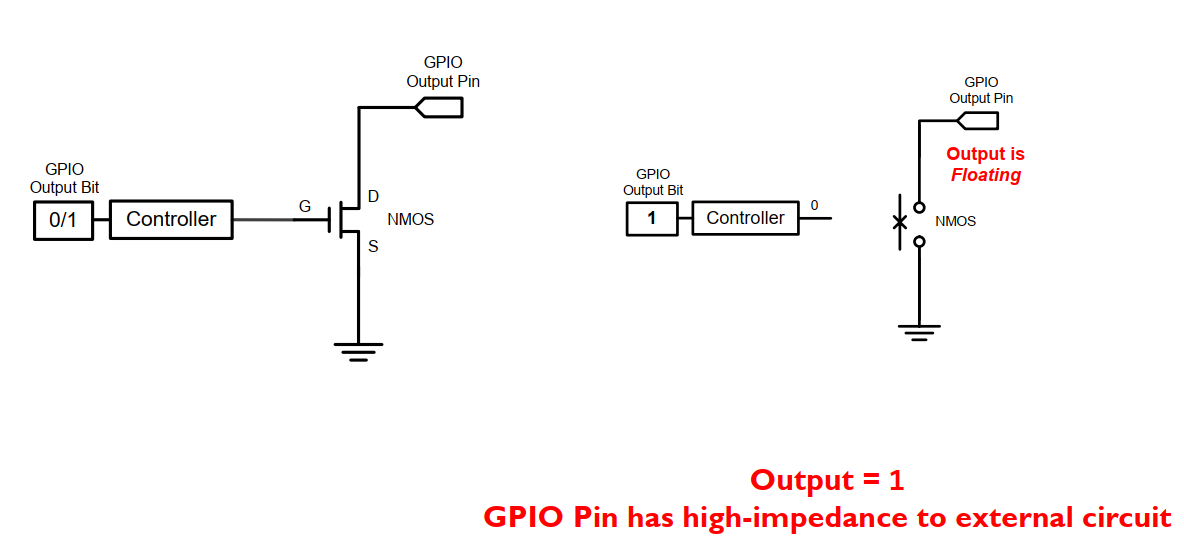 GPIO
Output Pin
GPIO
Output Bit
0/1
Controller
G
D
NMOS
S
GPIO
Output Pin
Output is
Floating
GPIO
Output Bit
1
Controller
0
NMOS
Output = 1
GPIO Pin has high-impedance to external circuit